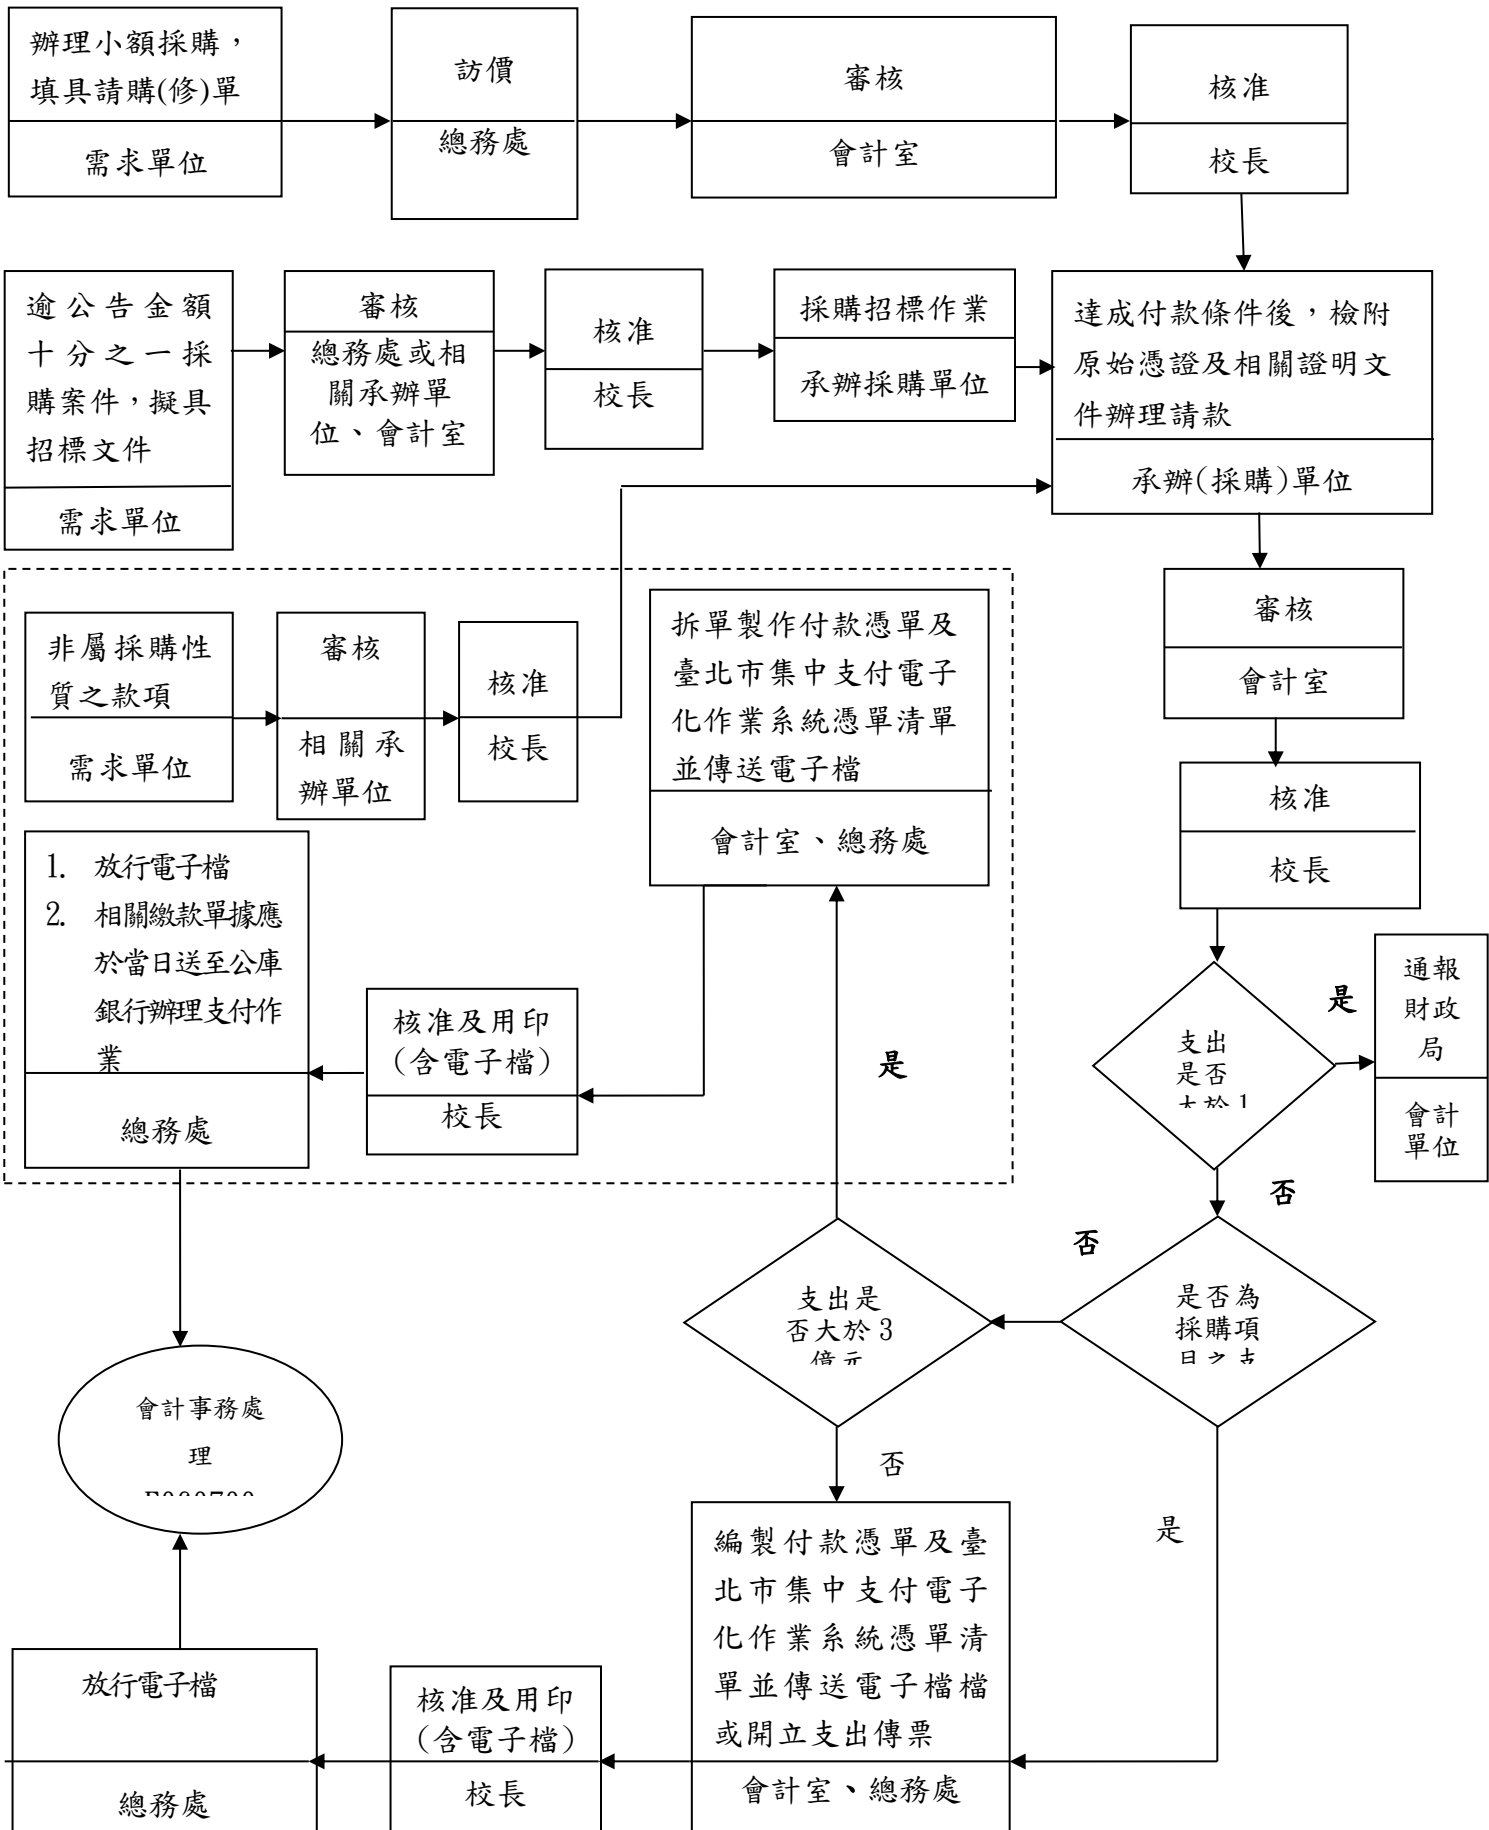 辦理小額採購，
填具請購(修)單
需求單位
訪價
總務處
審核
會計室
核准
校長
逾公告金額
十分之一採
購案件，擬具
招標文件
需求單位
審核
總務處或相
關承辦單
位、會計室
核准
校長
採購招標作業
承辦採購單位
達成付款條件後，檢附
原始憑證及相關證明文
件辦理請款
承辦(採購)單位
非屬採購性
質之款項
需求單位
審核
相關承
辦單位
核准
校長
拆單製作付款憑單及
臺北市集中支付電子
化作業系統憑單清單
並傳送電子檔
會計室、總務處
審核
會計室
核准
校長
1. 放行電子檔
2. 相關繳款單據應
於當日送至公庫
銀行辦理支付作
業
總務處
核准及用印
(含電子檔)
校長
是
支出
是否
大於1
是
通報
財政
局
會計
單位
否
否
支出是
否大於3
億元
是否為
採購項
目之支
會計事務處
理
否
是
編製付款憑單及臺
北市集中支付電子
化作業系統憑單清
單並傳送電子檔檔
或開立支出傳票
會計室、總務處
核准及用印
(含電子檔)
校長
放行電子檔
總務處